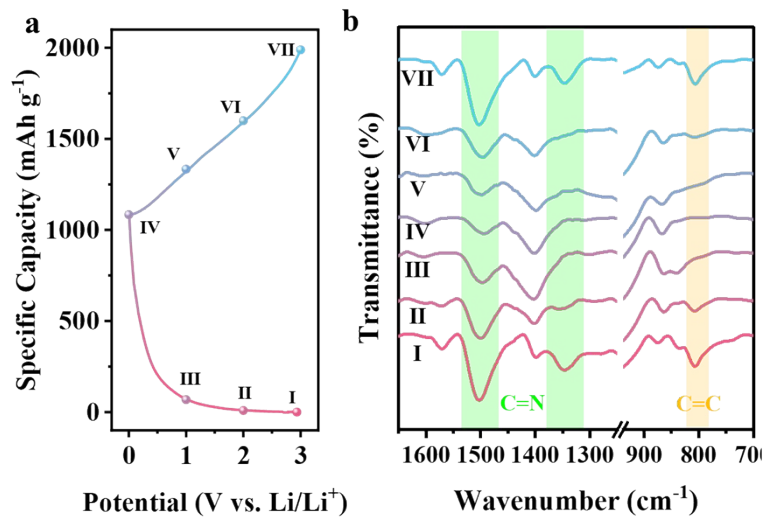 a
Specific Capacity (mAh g⁻¹)
2000
1500
1000
500
0
VII
VI
V
IV
III
II
I
0 1 2 3
Potential (V vs. Li/Li⁺)
b
Transmittance (%)
VII
VI
V
IV
III
II
I
C=N
C=C
1600 1500 1400 1300 900 800 700
Wavenumber (cm⁻¹)